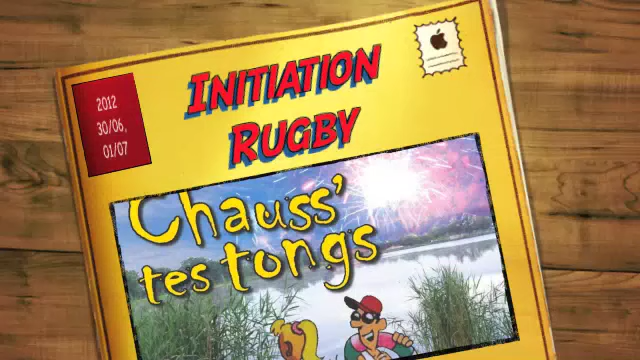 2012
30/06,
01/07
INITIATION
RUGBY
Chauss'
tes tongs